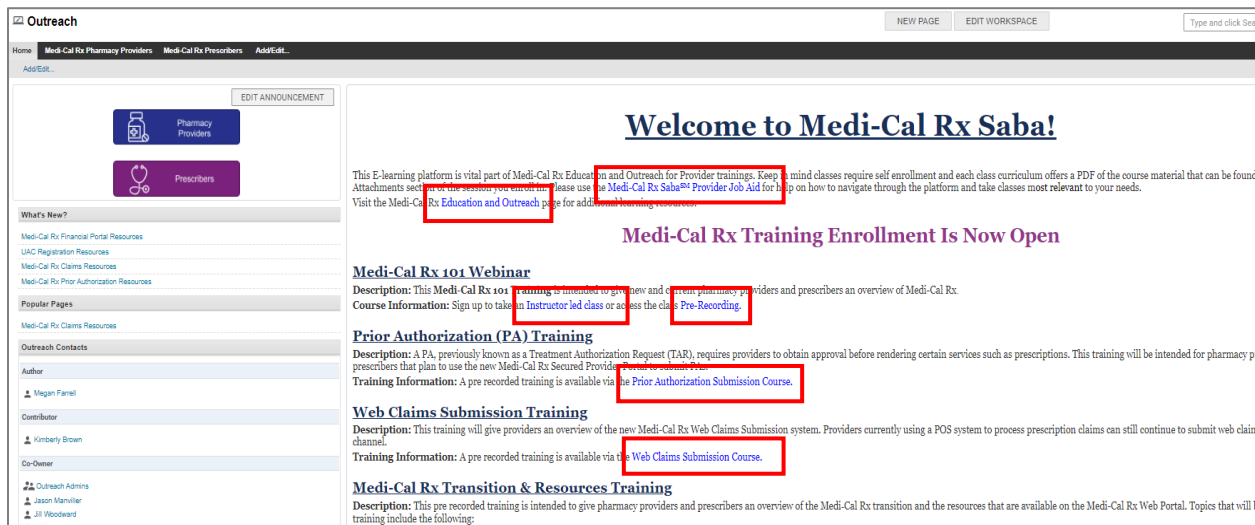 Outreach
NEW PAGE
EDIT WORKSPACE
Type and click Sea
Home
Medi-Cal Rx Pharmacy Providers
Medi-Cal Rx Prescribers
Add/Edit...
Add/Edit...
EDIT ANNOUNCEMENT
Pharmacy
Providers
Prescribers
What's New?
Medi-Cal Rx Financial Portal Resources
UAC Registration Resources
Medi-Cal Rx Claims Resources
Medi-Cal Rx Prior Authorization Resources
Popular Pages
Medi-Cal Rx Claims Resources
Outreach Contacts
Author
Megan Farrell
Contributor
Kimberly Brown
Co-Owner
Outreach Admins
Jason Manviller
Jill Woodward
Welcome to Medi-Cal Rx Saba!
This E-learning platform is vital part of Medi-Cal Rx Education and Outreach for Provider trainings. Keep in mind classes require self enrollment and each class curriculum offers a PDF of the course material that can be found
Attachments section of the session you enroll in. Please use the Medi-Cal Rx Saba℠ Provider Job Aid for help on how to navigate through the platform and take classes most relevant to your needs.
Visit the Medi-Cal Rx Education and Outreach page for additional learning resources.
Medi-Cal Rx Training Enrollment Is Now Open
Medi-Cal Rx 101 Webinar
Description: This Medi-Cal Rx 101 Training is intended to give new and current pharmacy providers and prescribers an overview of Medi-Cal Rx.
Course Information: Sign up to take an Instructor led class or access the class Pre-Recording.
Prior Authorization (PA) Training
Description: A PA, previously known as a Treatment Authorization Request (TAR), requires providers to obtain approval before rendering certain services such as prescriptions. This training will be intended for pharmacy p
prescribers that plan to use the new Medi-Cal Rx Secured Provider Portal to submit PAs.
Training Information: A pre recorded training is available via the Prior Authorization Submission Course.
Web Claims Submission Training
Description: This training will give providers an overview of the new Medi-Cal Rx Web Claims Submission system. Providers currently using a POS system to process prescription claims can still continue to submit web claim
channel.
Training Information: A pre recorded training is available via the Web Claims Submission Course.
Medi-Cal Rx Transition & Resources Training
Description: This pre recorded training is intended to give pharmacy providers and prescribers an overview of the Medi-Cal Rx transition and the resources that are available on the Medi-Cal Rx Web Portal. Topics that will b
training include the following: